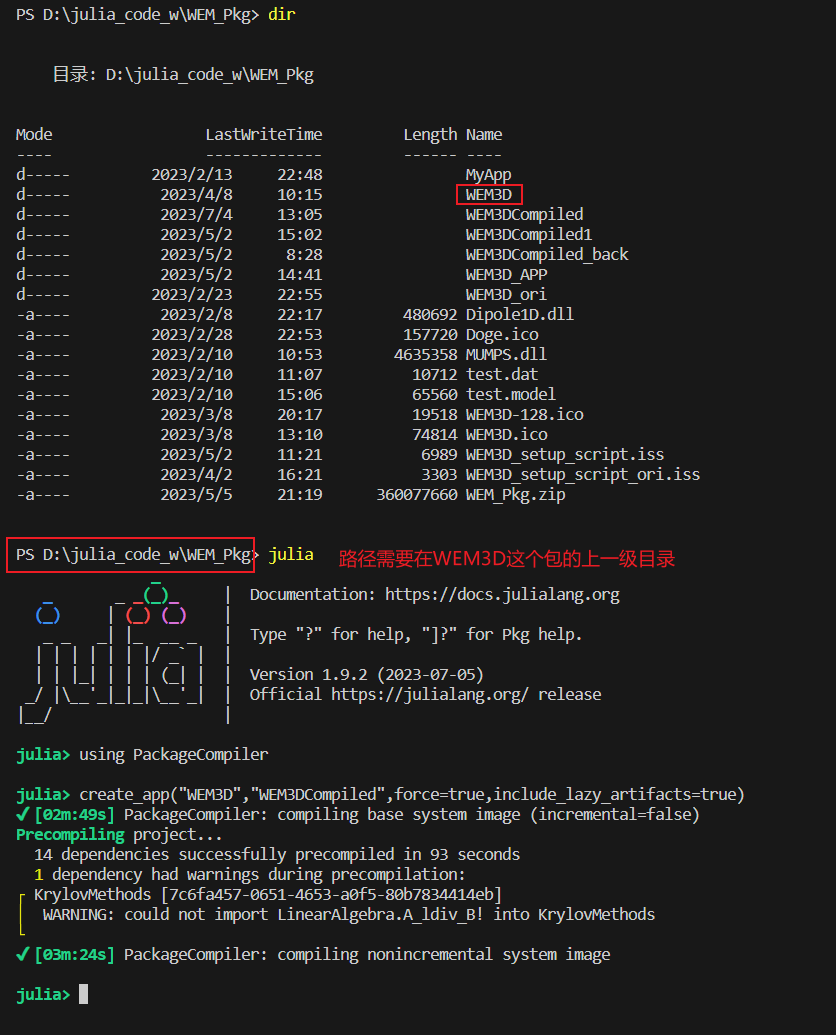 PS D:\julia_code_w\WEM_Pkg> dir
目录: D:\julia_code_w\WEM_Pkg
Mode LastWriteTime Length Name
---- ------------- ------ ----
d----- 2023/2/13 22:48 MyApp
d----- 2023/4/8 10:15 WEM3D
d----- 2023/7/4 13:05 WEM3DCompiled
d----- 2023/5/2 15:02 WEM3DCompiled1
d----- 2023/5/2 8:28 WEM3DCompiled_back
d----- 2023/5/2 14:41 WEM3D_APP
d----- 2023/2/23 22:55 WEM3D_ori
-a---- 2023/2/8 22:17 480692 Dipole1D.dll
-a---- 2023/2/28 22:53 157720 Doge.ico
-a---- 2023/2/10 10:53 4635358 MUMPS.dll
-a---- 2023/2/10 11:07 10712 test.dat
-a---- 2023/2/10 15:06 65560 test.model
-a---- 2023/3/8 20:17 19518 WEM3D-128.ico
-a---- 2023/3/8 13:10 74814 WEM3D.ico
-a---- 2023/5/2 11:21 6989 WEM3D_setup_script.iss
-a---- 2023/4/2 16:21 3303 WEM3D_setup_script_ori.iss
-a---- 2023/5/5 21:19 360077660 WEM_Pkg.zip
PS D:\julia_code_w\WEM_Pkg> julia 路径需要在WEM3D这个包的上一级目录
               _
   _       _ _(_)_     |  Documentation: https://docs.julialang.org
  (_)     | (_) (_)    |
   _ _   _| |_  __ _   |  Type "?" for help, "]?" for Pkg help.
  | | | | | | |/ _` |  |
  | | |_| | | | (_| |  |  Version 1.9.2 (2023-07-05)
 _/ |\__'_|_|_|\__'_|  |  Official https://julialang.org/ release
|__/                   |
julia> using PackageCompiler
julia> create_app("WEM3D","WEM3DCompiled",force=true,include_lazy_artifacts=true)
✔ [02m:49s] PackageCompiler: compiling base system image (incremental=false)
Precompiling project...
14 dependencies successfully precompiled in 93 seconds
1 dependency had warnings during precompilation:
┌ KrylovMethods [7c6fa457-0651-4653-a0f5-80b7834414eb]
│ WARNING: could not import LinearAlgebra.A_ldiv_B! into KrylovMethods
└
✔ [03m:24s] PackageCompiler: compiling nonincremental system image
julia>